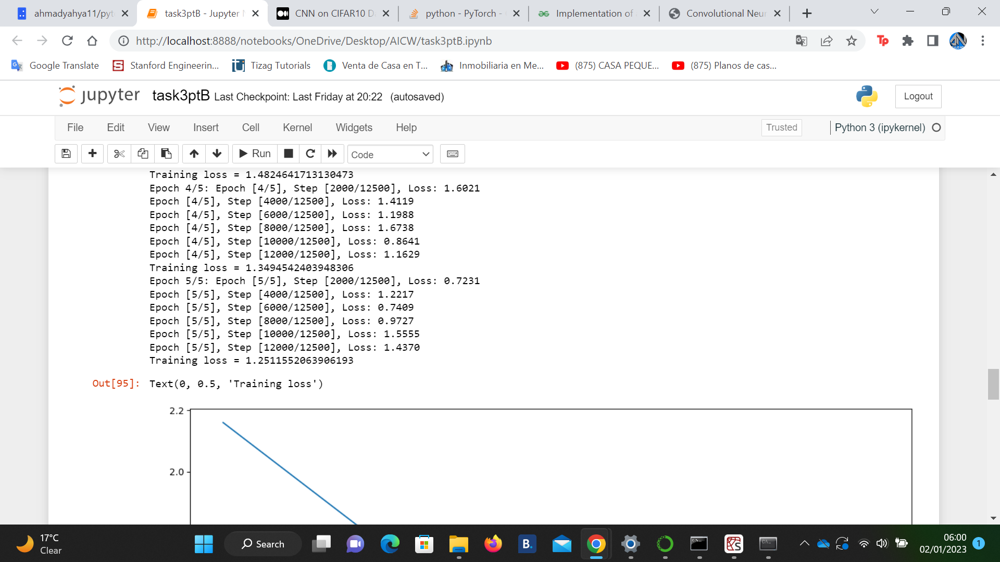 ahmadyahya11/pyt
task3ptB - Jupyter
CNN on CIFAR10 D
python - PyTorch -
Implementation of
Convolutional Neur
http://localhost:8888/notebooks/OneDrive/Desktop/AICW/task3ptB.ipynb
Google Translate
Stanford Engineerin...
Tizag Tutorials
Venta de Casa en T...
Inmobiliaria en Me...
(875) CASA PEQUE...
(875) Planos de cas...
jupyter task3ptB Last Checkpoint: Last Friday at 20:22 (autosaved)
Logout
File Edit View Insert Cell Kernel Widgets Help
Trusted
Python 3 (ipykernel)
Run
Code
Training loss = 1.4824641713130473
Epoch 4/5: Epoch [4/5], Step [2000/12500], Loss: 1.6021
Epoch [4/5], Step [4000/12500], Loss: 1.4119
Epoch [4/5], Step [6000/12500], Loss: 1.1988
Epoch [4/5], Step [8000/12500], Loss: 1.6738
Epoch [4/5], Step [10000/12500], Loss: 0.8641
Epoch [4/5], Step [12000/12500], Loss: 1.1629
Training loss = 1.3494542403948306
Epoch 5/5: Epoch [5/5], Step [2000/12500], Loss: 0.7231
Epoch [5/5], Step [4000/12500], Loss: 1.2217
Epoch [5/5], Step [6000/12500], Loss: 0.7409
Epoch [5/5], Step [8000/12500], Loss: 0.9727
Epoch [5/5], Step [10000/12500], Loss: 1.5555
Epoch [5/5], Step [12000/12500], Loss: 1.4370
Training loss = 1.2511552063906193
Out[95]: Text(0, 0.5, 'Training loss')
2.2
2.0
17°C
Clear
Search
B.
06:00
02/01/2023
1